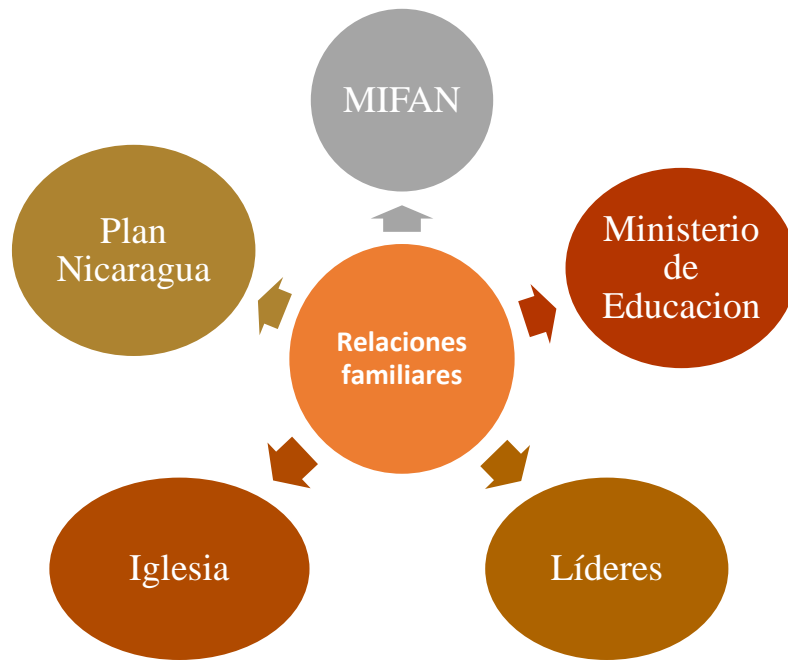 MIFAN
Plan
Nicaragua
Ministerio
de
Educacion
Relaciones
familiares
Iglesia
Líderes